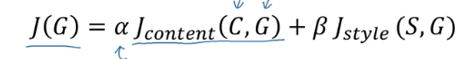 J(G) = α J_content(C, G) + β J_style(S, G)